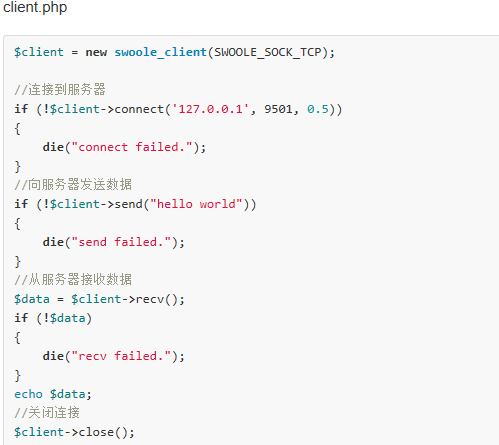 client.php
$client = new swoole_client(SWOOLE_SOCK_TCP);
//连接到服务器
if (!$client->connect('127.0.0.1', 9501, 0.5))
{
    die("connect failed.");
}
//向服务器发送数据
if (!$client->send("hello world"))
{
    die("send failed.");
}
//从服务器接收数据
$data = $client->recv();
if (!$data)
{
    die("recv failed.");
}
echo $data;
//关闭连接
$client->close();